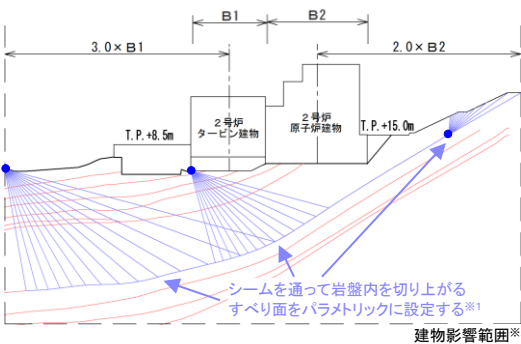 B1
B2
3.0×B1
2.0×B2
2号炉
タービン建物
2号炉
原子炉建物
T.P.+8.5m
T.P.+15.0m
シームを通って岩盤内を切り上がる
すべり面をパラメトリックに設定する※1
建物影響範囲※